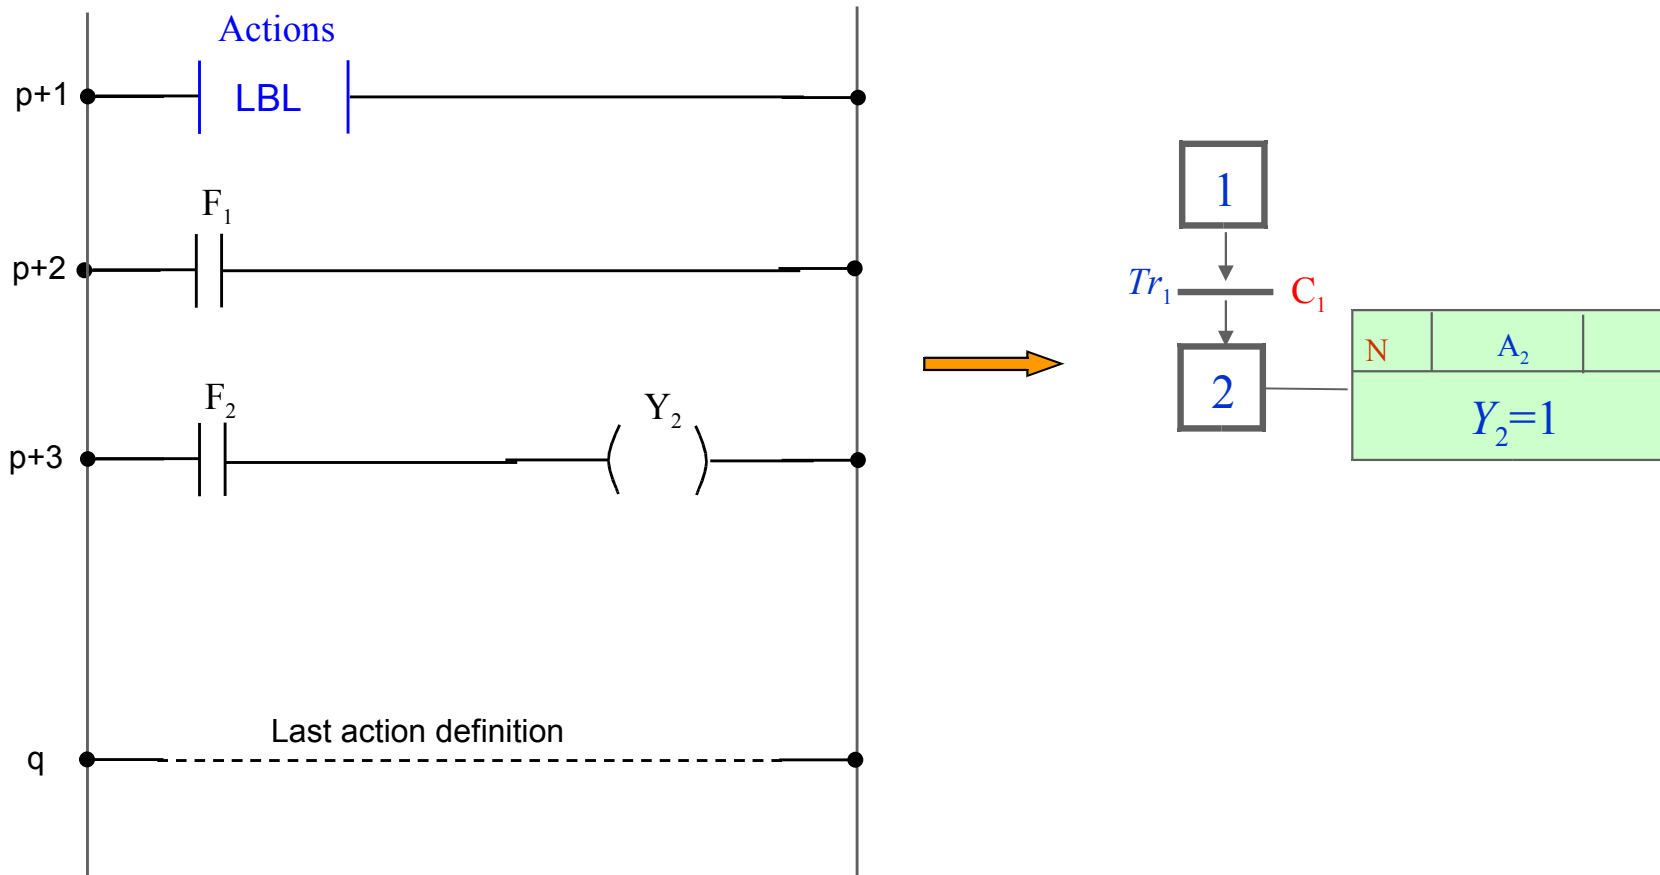 Actions
p+1 LBL
F₁
p+2
F₂ Y₂
p+3
Last action definition
q
1
Tr₁ C₁
N A₂
2
Y₂=1